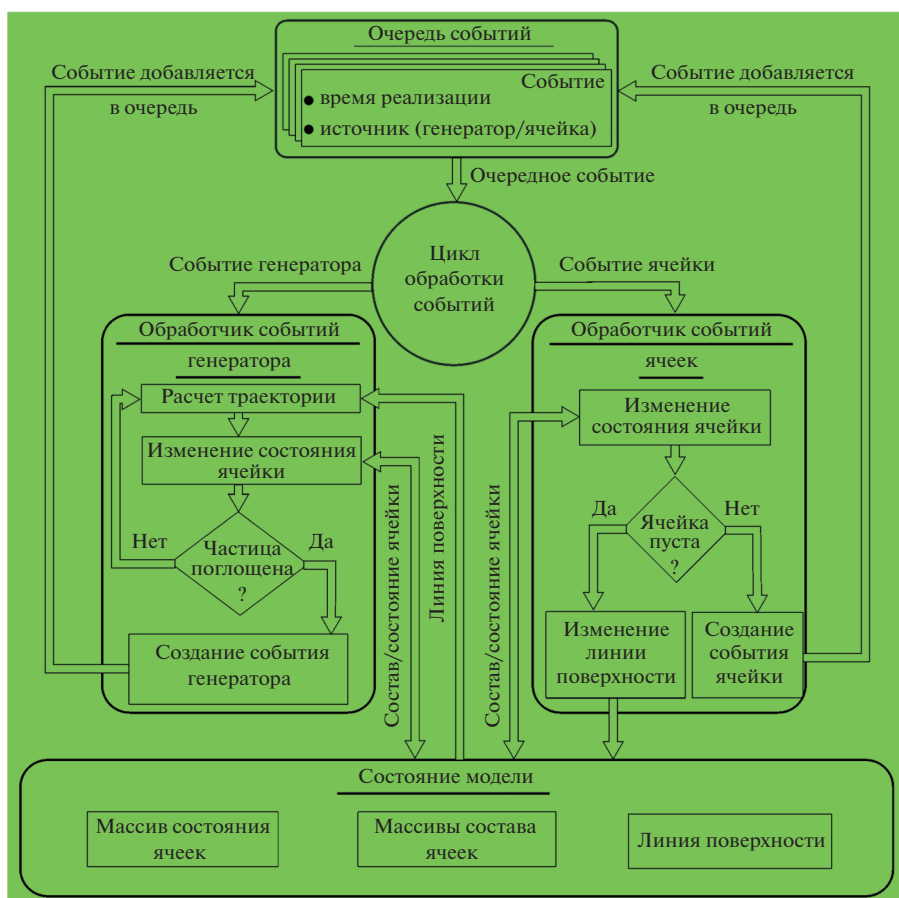 Очередь событий
Событие добавляется
в очередь
Событие
● время реализации
● источник (генератор/ячейка)
Событие добавляется
в очередь
Очередное событие
Цикл
обработки
событий
Событие генератора
Событие ячейки
Обработчик событий
генератора
Расчет траектории
Изменение состояния
ячейки
Нет
Частица
поглощена
?
Да
Создание события
генератора
Состав/состояние ячейки
Линия поверхности
Состав/состояние ячейки
Обработчик событий
ячеек
Изменение
состояния ячейки
Да
Ячейка
пуста
?
Нет
Изменение
линии
поверхности
Создание
события
ячейки
Состояние модели
Массив состояния
ячеек
Массивы состава
ячеек
Линия поверхности